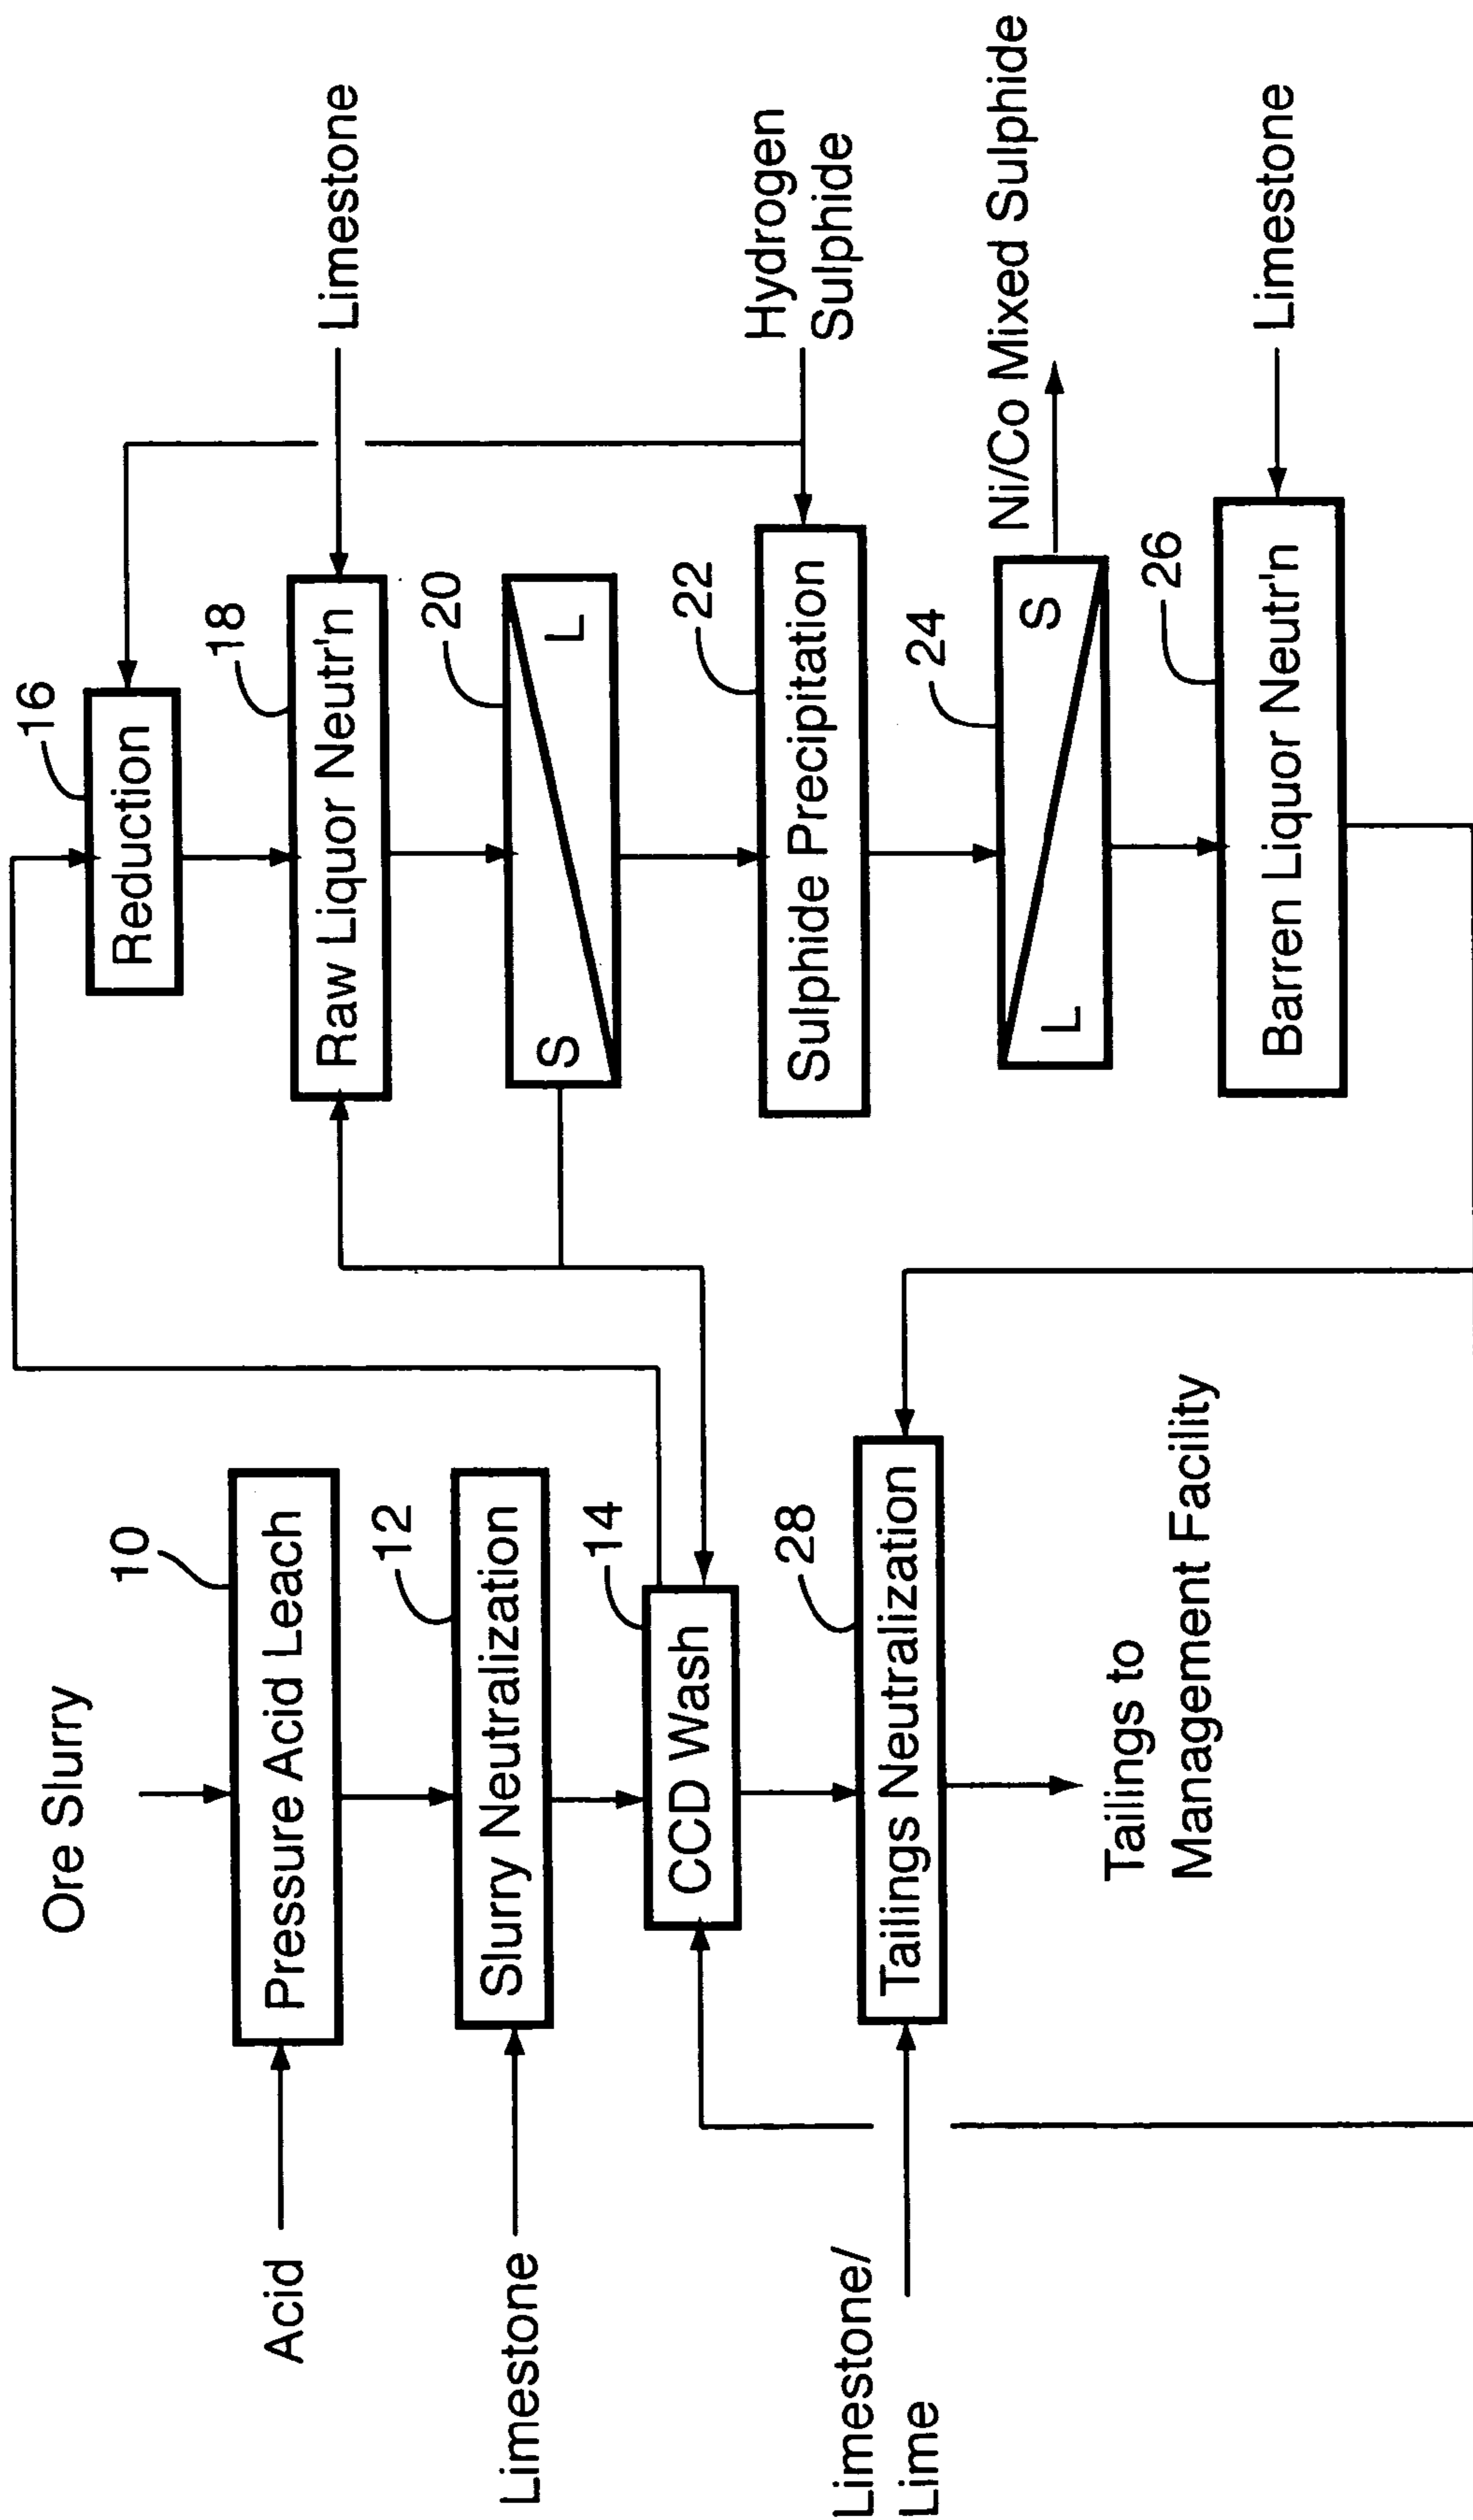 Ore Slurry
10
Acid
Pressure Acid Leach
12
Limestone
Slurry Neutralization
14
CCD Wash
28
Limestone/
Lime
Tailings Neutralization
Tailings to
Management Facility
16
Reduction
18
Raw Liquor Neutr'n
Limestone
20
S
L
22
Sulphide Precipitation
Hydrogen
Sulphide
24
L
S
Ni/Co Mixed Sulphide
26
Barren Liquor Neutr'n
Limestone